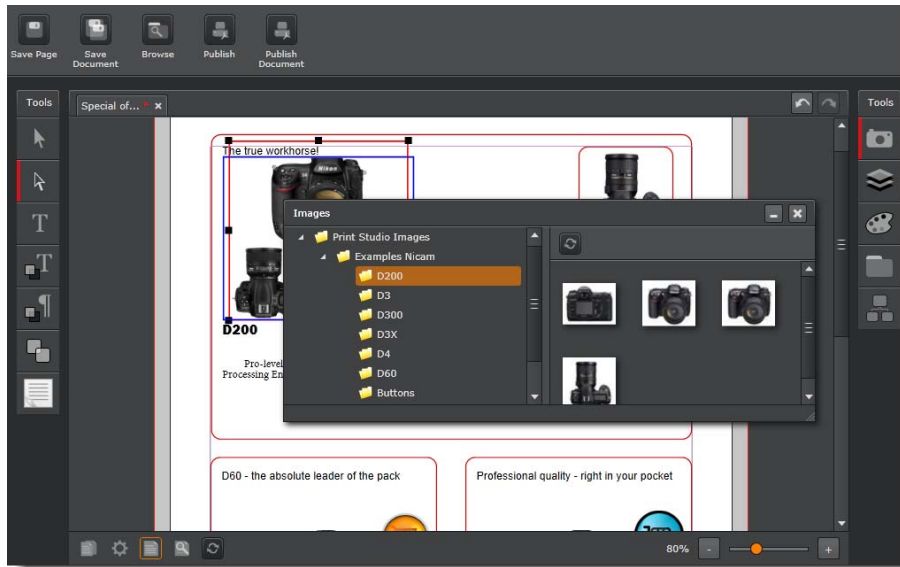 Save Page
Save Document
Browse
Publish
Publish Document
Tools
Special of... * ×
Tools
The true workhorse!
Nikon
Images
Print Studio Images
Examples Nicam
D200
D3
D300
D3X
D4
D60
Buttons
D200
Pro-level
Processing En
D60 - the absolute leader of the pack
Professional quality - right in your pocket
80%
- +